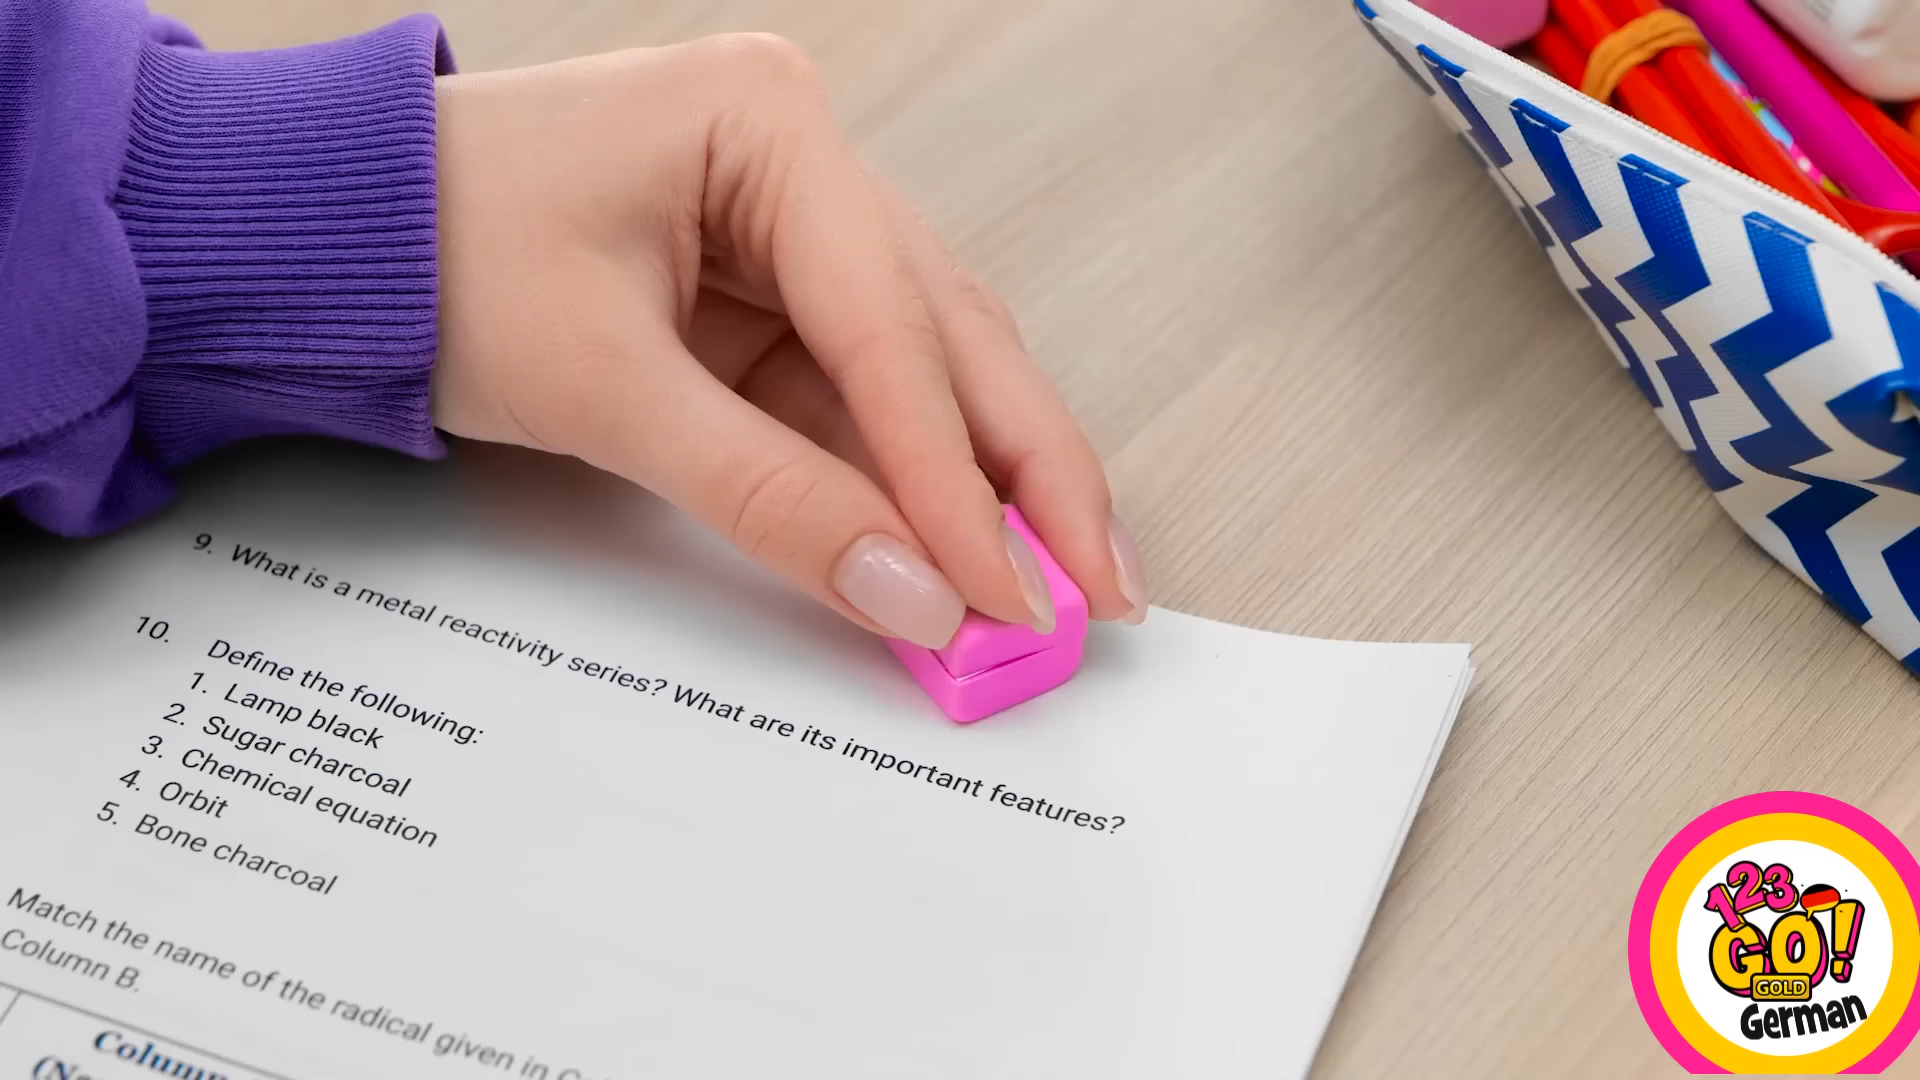 9. What is a metal reactivity series? What are its important features?
10. Define the following:
1. Lamp black
2. Sugar charcoal
3. Chemical equation
4. Orbit
5. Bone charcoal
Match the name of the radical given in
Column B.
Column
123
GO!
GOLD
German